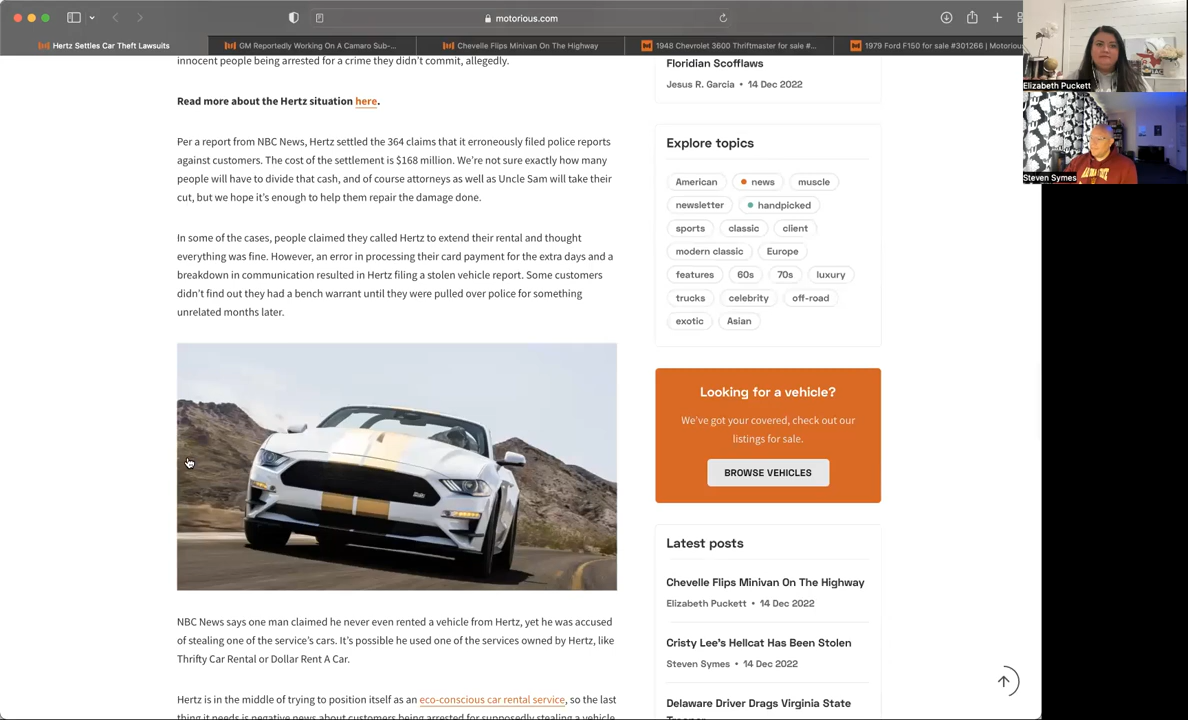 motorious.com
Hertz Settles Car Theft Lawsuits
GM Reportedly Working On A Camaro Sub-...
Chevelle Flips Minivan On The Highway
1948 Chevrolet 3600 Thriftmaster for sale #...
1979 Ford F150 for sale #301266 | Motoriou
innocent people being arrested for a crime they didn't commit, allegedly.
Read more about the Hertz situation here.
Per a report from NBC News, Hertz settled the 364 claims that it erroneously filed police reports
against customers. The cost of the settlement is $168 million. We're not sure exactly how many
people will have to divide that cash, and of course attorneys as well as Uncle Sam will take their
cut, but we hope it's enough to help them repair the damage done.
In some of the cases, people claimed they called Hertz to extend their rental and thought
everything was fine. However, an error in processing their card payment for the extra days and a
breakdown in communication resulted in Hertz filing a stolen vehicle report. Some customers
didn't find out they had a bench warrant until they were pulled over police for something
unrelated months later.
NBC News says one man claimed he never even rented a vehicle from Hertz, yet he was accused
of stealing one of the service's cars. It's possible he used one of the services owned by Hertz, like
Thrifty Car Rental or Dollar Rent A Car.
Hertz is in the middle of trying to position itself as an eco-conscious car rental service, so the last
thing it needs is negative news about customers being arrested for supposedly stealing a vehicle
Floridian Scofflaws
Jesus R. Garcia • 14 Dec 2022
Explore topics
American
news
muscle
newsletter
handpicked
sports
classic
client
modern classic
Europe
features
60s
70s
luxury
trucks
celebrity
off-road
exotic
Asian
Looking for a vehicle?
We've got your covered, check out our
listings for sale.
BROWSE VEHICLES
Latest posts
Chevelle Flips Minivan On The Highway
Elizabeth Puckett • 14 Dec 2022
Cristy Lee's Hellcat Has Been Stolen
Steven Symes • 14 Dec 2022
Delaware Driver Drags Virginia State
Trooper
Elizabeth Puckett
Steven Symes